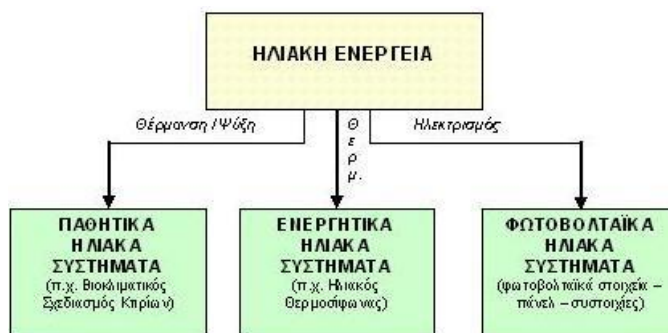 ΗΛΙΑΚΗ ΕΝΕΡΓΕΙΑ
Θέρμανση /Ψύξη
Θερμ.
Ηλεκτρισμός
ΠΑΘΗΤΙΚΑ
ΗΛΙΑΚΑ
ΣΥΣΤΗΜΑΤΑ
(π.χ. Βιοκλιματικός
Σχεδιασμός Κτιρίων)
ΕΝΕΡΓΗΤΙΚΑ
ΗΛΙΑΚΑ
ΣΥΣΤΗΜΑΤΑ
(π.χ. Ηλιακός
Θερμοσίφωνας)
ΦΩΤΟΒΟΛΤΑΪΚΑ
ΗΛΙΑΚΑ
ΣΥΣΤΗΜΑΤΑ
(φωτοβολταϊκά στοιχεία –
πάνελ – συστοιχίες)